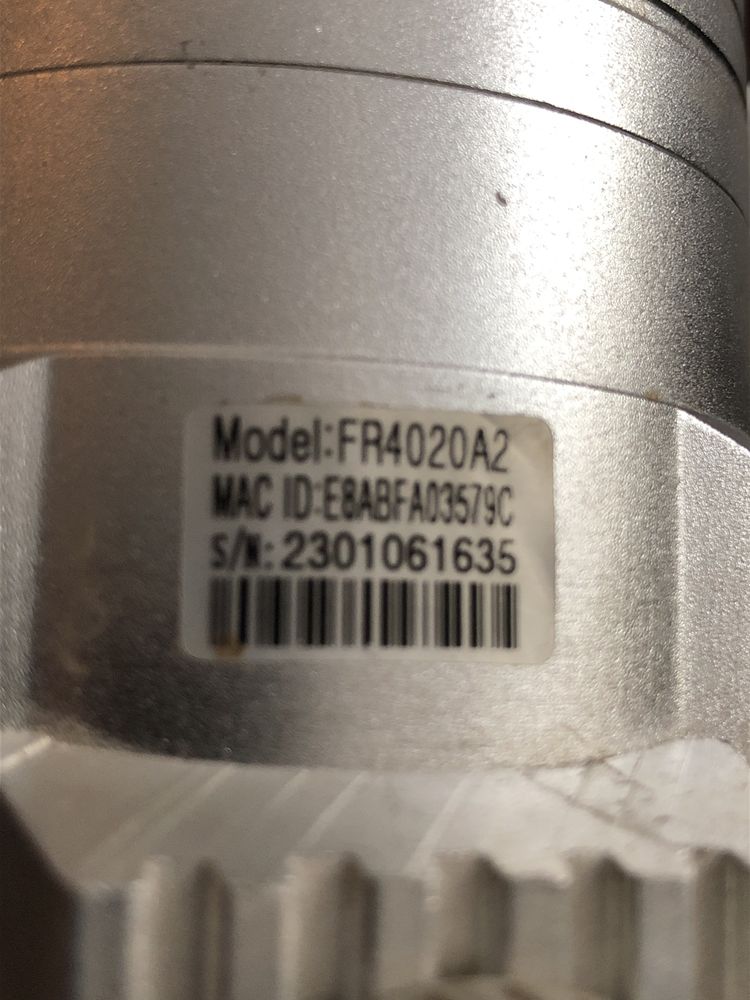 Model:FR4020A2
MAC ID:E8ABFA03579C
S/N:2301061635